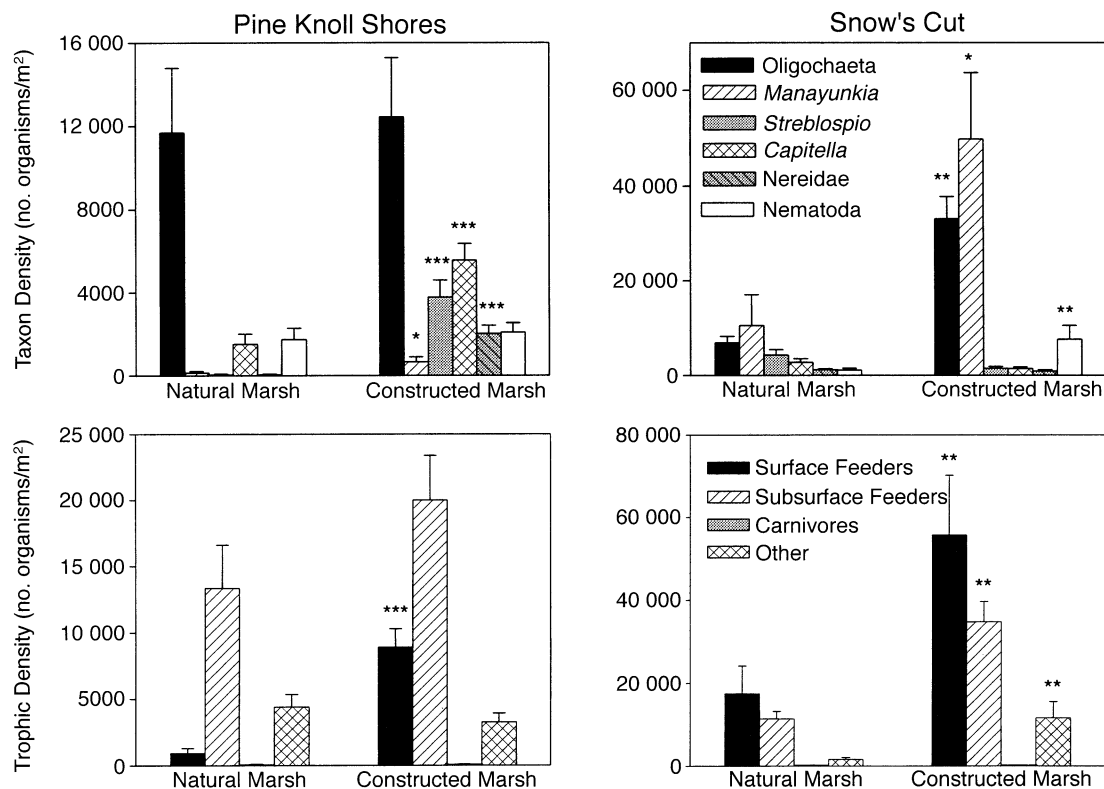 Pine Knoll Shores
Snow's Cut
Taxon Density (no. organisms/m²)
16 000
12 000
8000
4000
0
***
***
***
*
Natural Marsh
Constructed Marsh
60 000
40 000
20 000
0
Oligochaeta
Manayunkia
Streblospio
Capitella
Nereidae
Nematoda
*
**
**
Natural Marsh
Constructed Marsh
Trophic Density (no. organisms/m²)
25 000
20 000
15 000
10 000
5000
0
***
Natural Marsh
Constructed Marsh
80 000
60 000
40 000
20 000
0
Surface Feeders
Subsurface Feeders
Carnivores
Other
**
**
**
Natural Marsh
Constructed Marsh